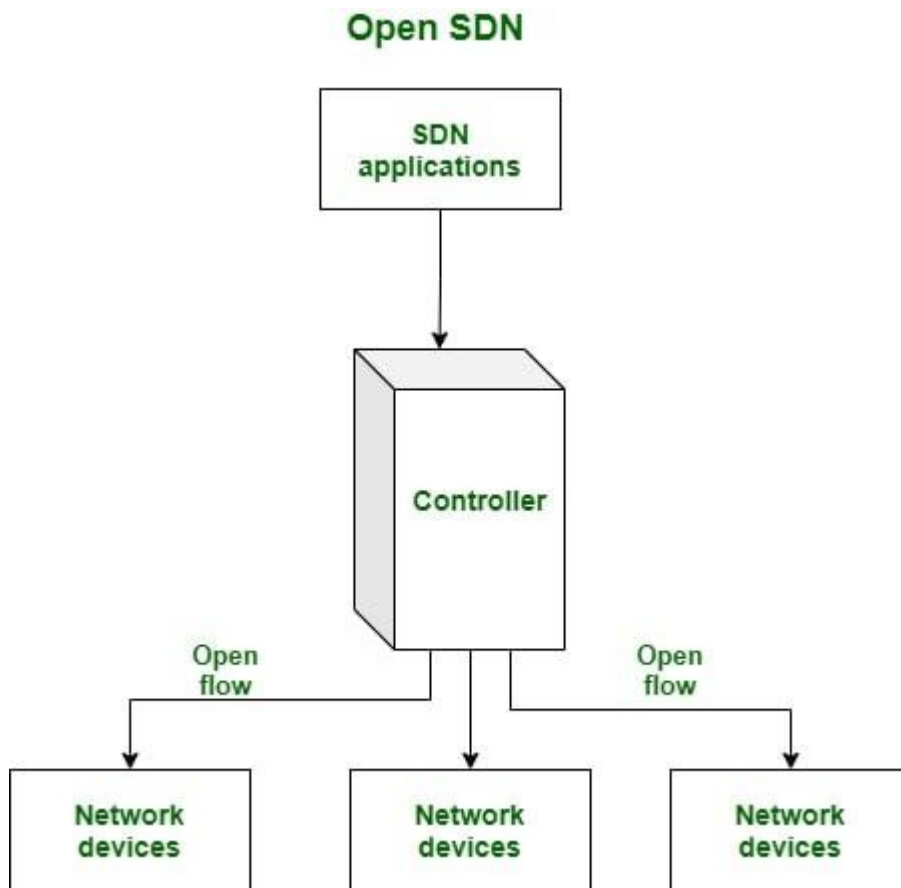 Open SDN
SDN
applications
Controller
Open
flow
Open
flow
Network
devices
Network
devices
Network
devices